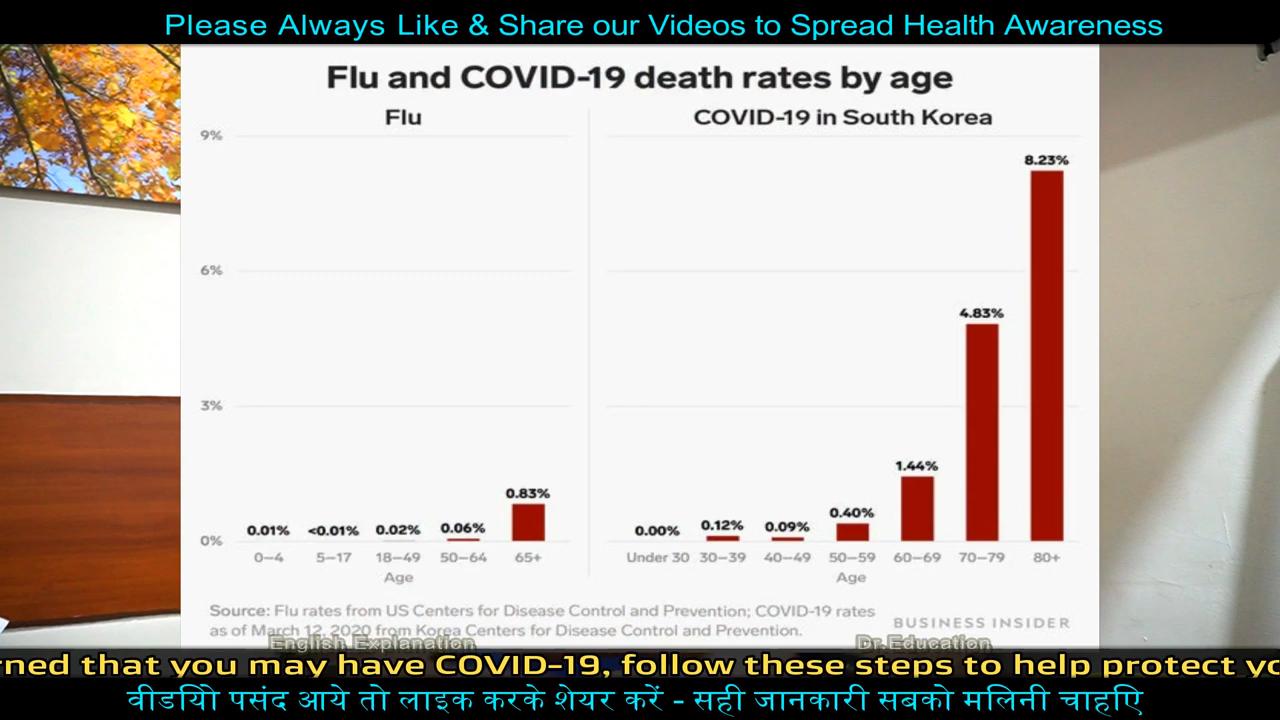 Please Always Like & Share our Videos to Spread Health Awareness
Flu and COVID-19 death rates by age
Flu
COVID-19 in South Korea
9%
6%
3%
0%
0.01% <0.01% 0.02% 0.06% 0.83%
0–4 5–17 18–49 50–64 65+
Age
0.00% 0.12% 0.09% 0.40% 1.44% 4.83% 8.23%
Under 30 30–39 40–49 50–59 60–69 70–79 80+
Age
Source: Flu rates from US Centers for Disease Control and Prevention; COVID-19 rates
as of March 12, 2020 from Korea Centers for Disease Control and Prevention.
BUSINESS INSIDER
English Explanation
Dr.Education
rned that you may have COVID-19, follow these steps to help protect yo
वीडियो पसंद आये तो लाइक करके शेयर करें - सही जानकारी सबको मिलनी चाहिए